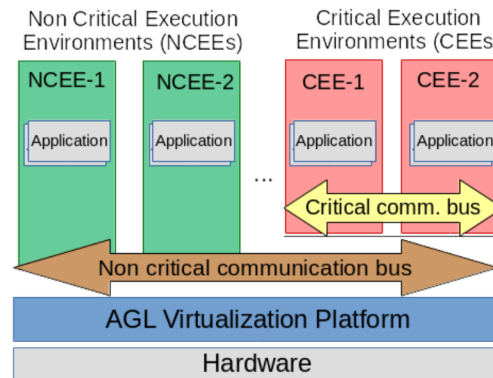 Non Critical Execution
Environments (NCEEs)
Critical Execution
Environments (CEEs
NCEE-1
NCEE-2
CEE-1
CEE-2
Application
Application
Application
Application
...
Critical comm. bus
Non critical communication bus
AGL Virtualization Platform
Hardware